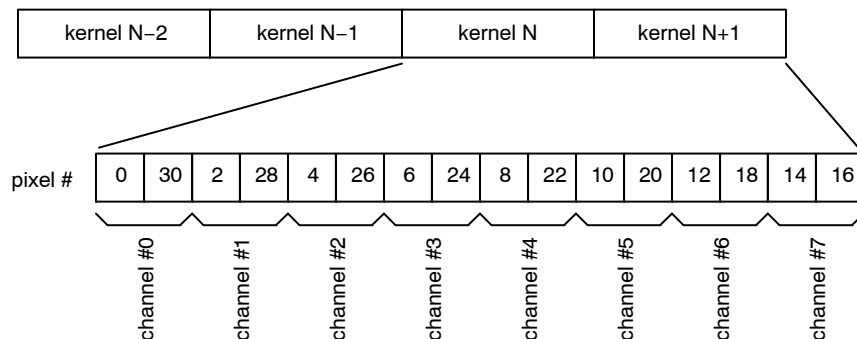 kernel N−2 kernel N−1 kernel N kernel N+1
pixel # 0 30 2 28 4 26 6 24 8 22 10 20 12 18 14 16
channel #0 channel #1 channel #2 channel #3 channel #4 channel #5 channel #6 channel #7